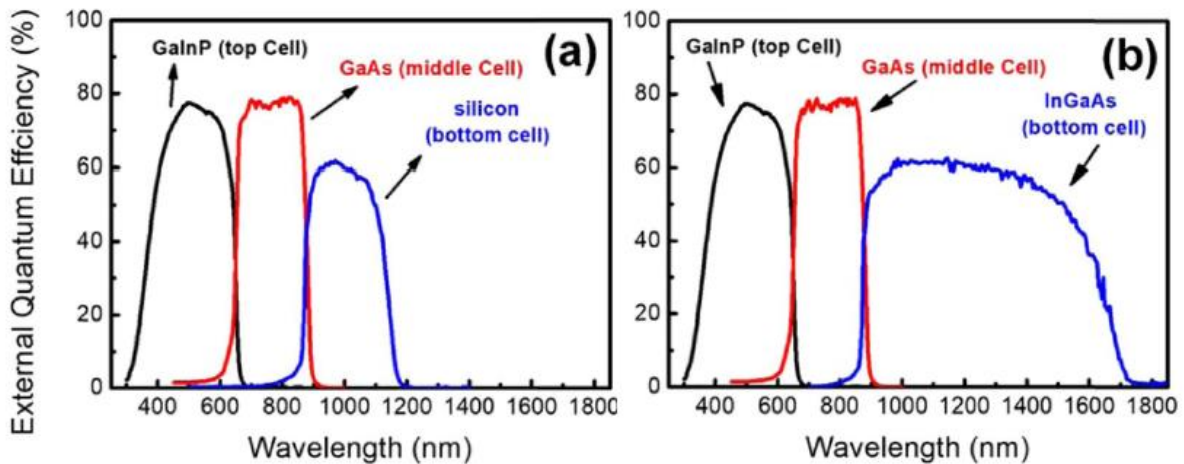 External Quantum Effciency (%)
100
80
60
40
20
0
GaInP (top Cell)
(a)
GaAs (middle Cell)
silicon
(bottom cell)
400 600 800 1000 1200 1400 1600 1800
Wavelength (nm)
100
80
60
40
20
0
GaInP (top Cell)
(b)
GaAs (middle Cell)
InGaAs
(bottom cell)
400 600 800 1000 1200 1400 1600 1800
Wavelength (nm)